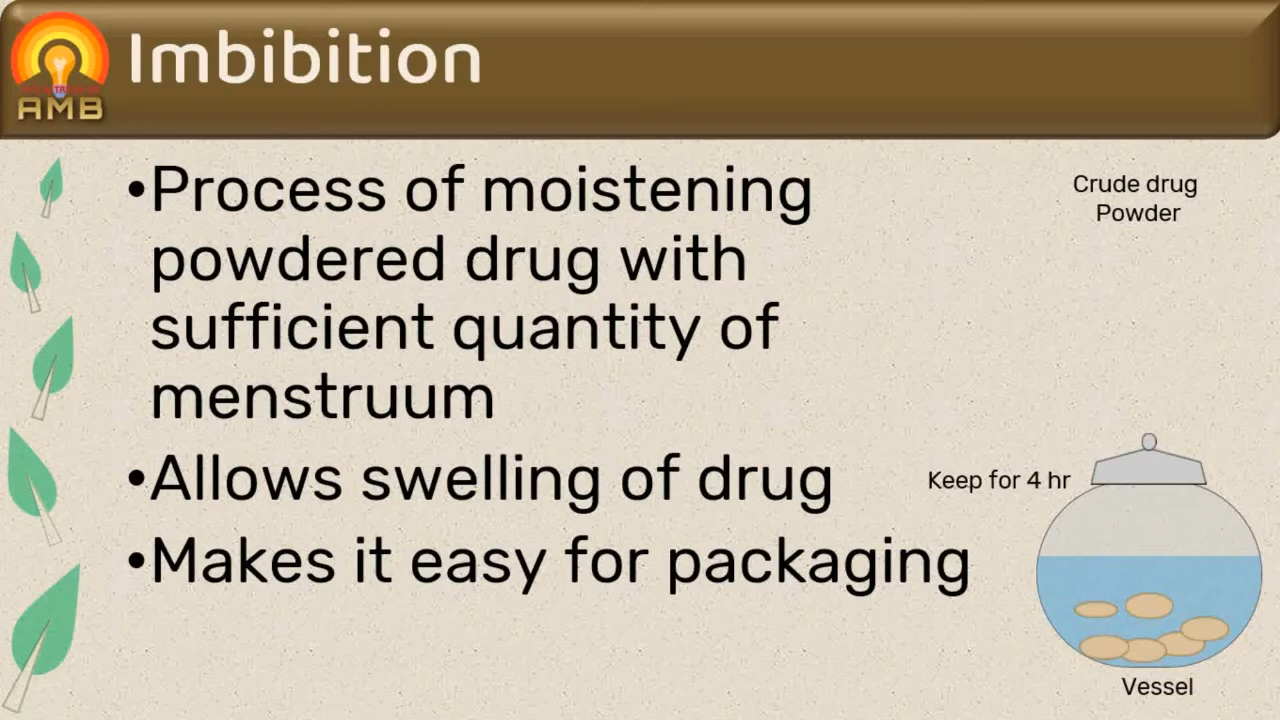 Imbibition
AMB
•Process of moistening
powdered drug with
sufficient quantity of
menstruum
•Allows swelling of drug
•Makes it easy for packaging
Crude drug
Powder
Keep for 4 hr
Vessel